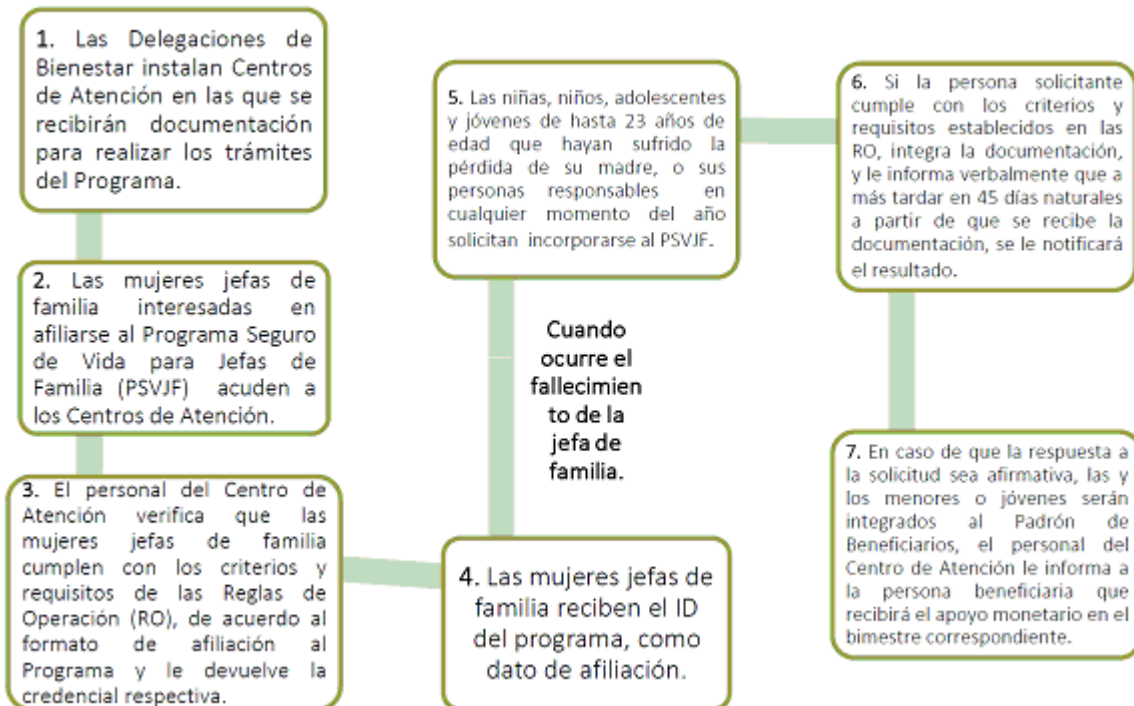 1. Las Delegaciones de
Bienestar instalan Centros
de Atención en las que se
recibirán documentación
para realizar los trámites
del Programa.
2. Las mujeres jefas de
familia interesadas en
afiliarse al Programa Seguro
de Vida para Jefas de
Familia (PSVJF) acuden a
los Centros de Atención.
3. El personal del Centro de
Atención verifica que las
mujeres jefas de familia
cumplen con los criterios y
requisitos de las Reglas de
Operación (RO), de acuerdo al
formato de afiliación al
Programa y le devuelve la
credencial respectiva.
4. Las mujeres jefas de
familia reciben el ID
del programa, como
dato de afiliación.
Cuando
ocurre el
fallecimien
to de la
jefa de
familia.
5. Las niñas, niños, adolescentes
y jóvenes de hasta 23 años de
edad que hayan sufrido la
pérdida de su madre, o sus
personas responsables en
cualquier momento del año
solicitan incorporarse al PSVJF.
6. Si la persona solicitante
cumple con los criterios y
requisitos establecidos en las
RO, integra la documentación,
y le informa verbalmente que a
más tardar en 45 días naturales
a partir de que se recibe la
documentación, se le notificará
el resultado.
7. En caso de que la respuesta a
la solicitud sea afirmativa, las y
los menores o jóvenes serán
integrados al Padrón de
Beneficiarios, el personal del
Centro de Atención le informa a
la persona beneficiaria que
recibirá el apoyo monetario en el
bimestre correspondiente.